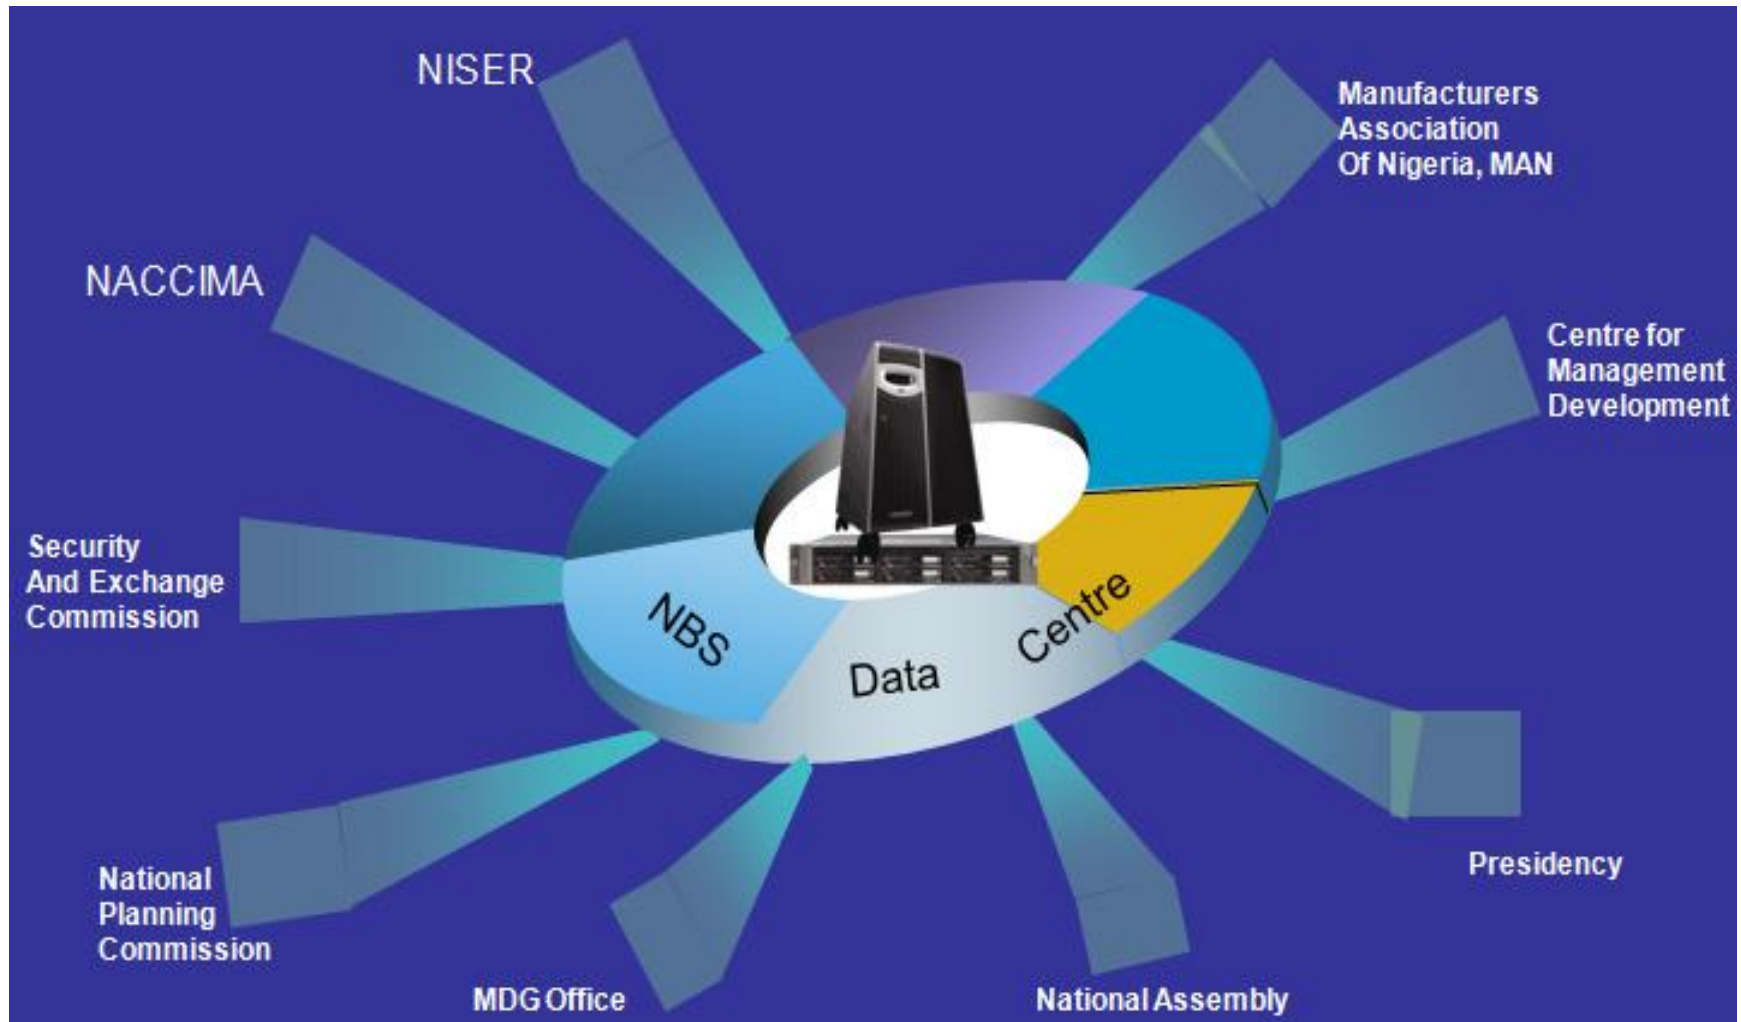 NISER
Manufacturers
Association
Of Nigeria, MAN
NACCIMA
Centre for
Management
Development
Security
And Exchange
Commission
NBS
Data
Centre
Presidency
National
Planning
Commission
MDG Office
National Assembly